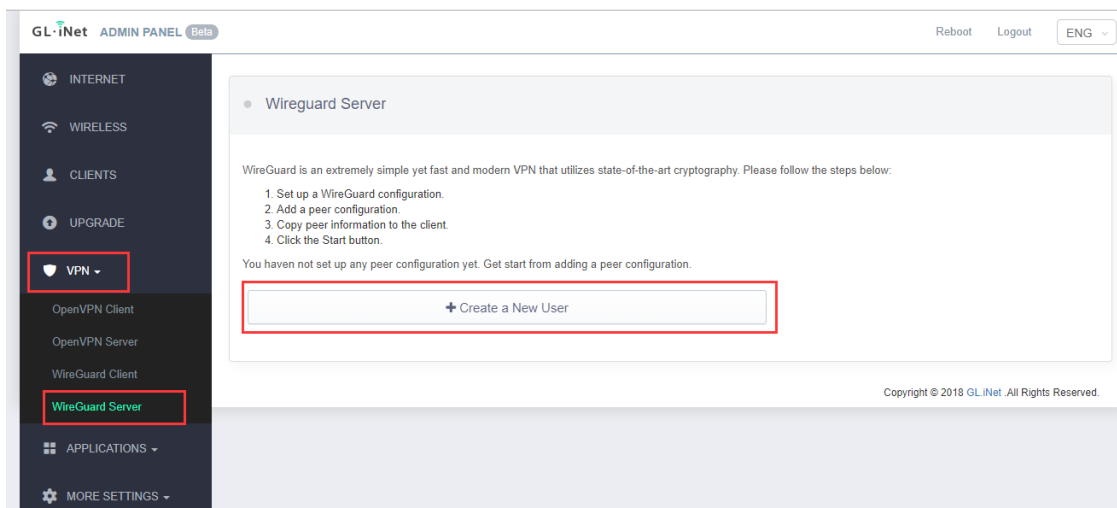 GL·iNet ADMIN PANEL Beta
Reboot Logout ENG
INTERNET
WIRELESS
CLIENTS
UPGRADE
VPN
OpenVPN Client
OpenVPN Server
WireGuard Client
WireGuard Server
APPLICATIONS
MORE SETTINGS
Wireguard Server
WireGuard is an extremely simple yet fast and modern VPN that utilizes state-of-the-art cryptography. Please follow the steps below:
1. Set up a WireGuard configuration.
2. Add a peer configuration.
3. Copy peer information to the client.
4. Click the Start button.
You haven not set up any peer configuration yet. Get start from adding a peer configuration.
+ Create a New User
Copyright © 2018 GL.iNet .All Rights Reserved.